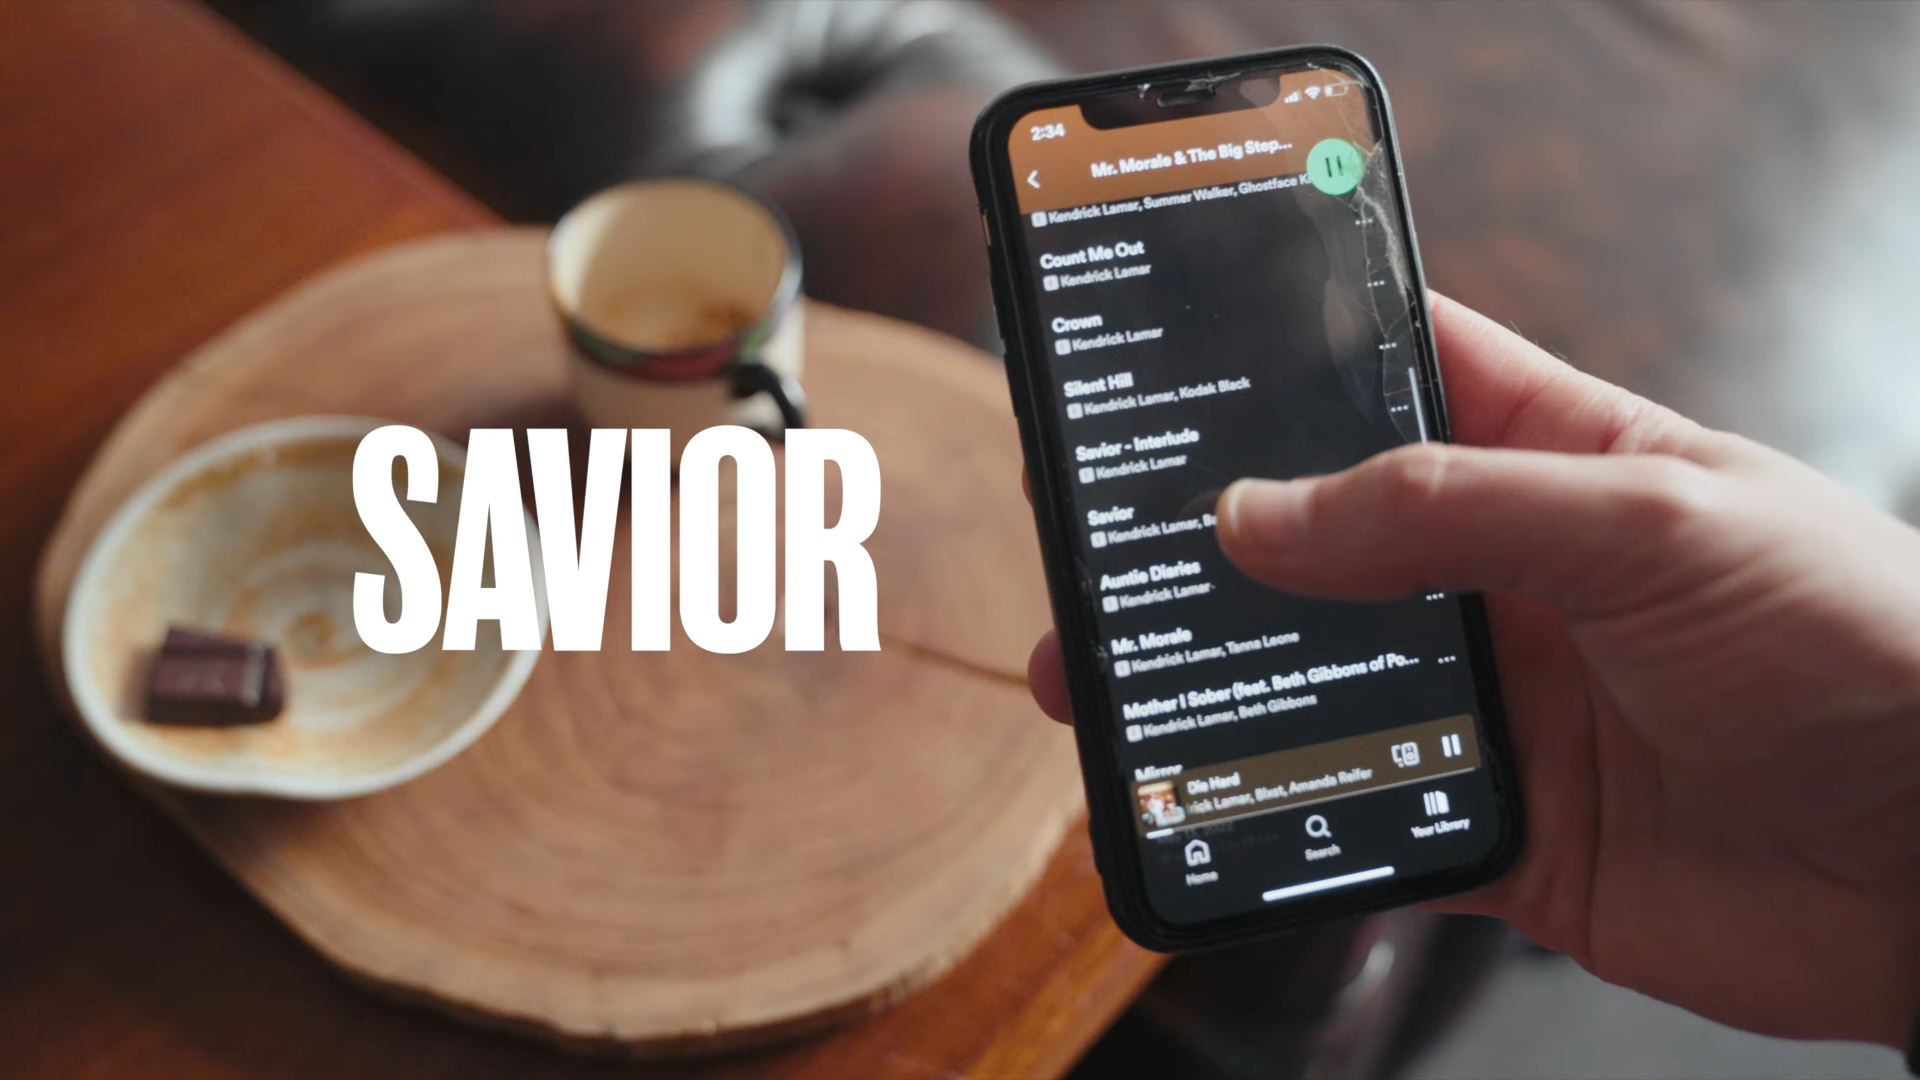 SAVIOR
2:34
Mr. Morale & The Big Step...
Kendrick Lamar, Summer Walker, Ghostface
Count Me Out
E Kendrick Lamar
Crown
E Kendrick Lamar
Silent Hill
E Kendrick Lamar, Kodak Black
Savior - Interlude
E Kendrick Lamar
Savior
E Kendrick Lamar,
Auntie Diaries
E Kendrick Lamar
Mr. Morale
E Kendrick Lamar, Tanna Leone
Mother I Sober (feat. Beth Gibbons of Po...
E Kendrick Lamar, Beth Gibbons
Mirror
Die Hard
rick Lamar, Blxst, Amanda Reifer
Home
Search
Your Library